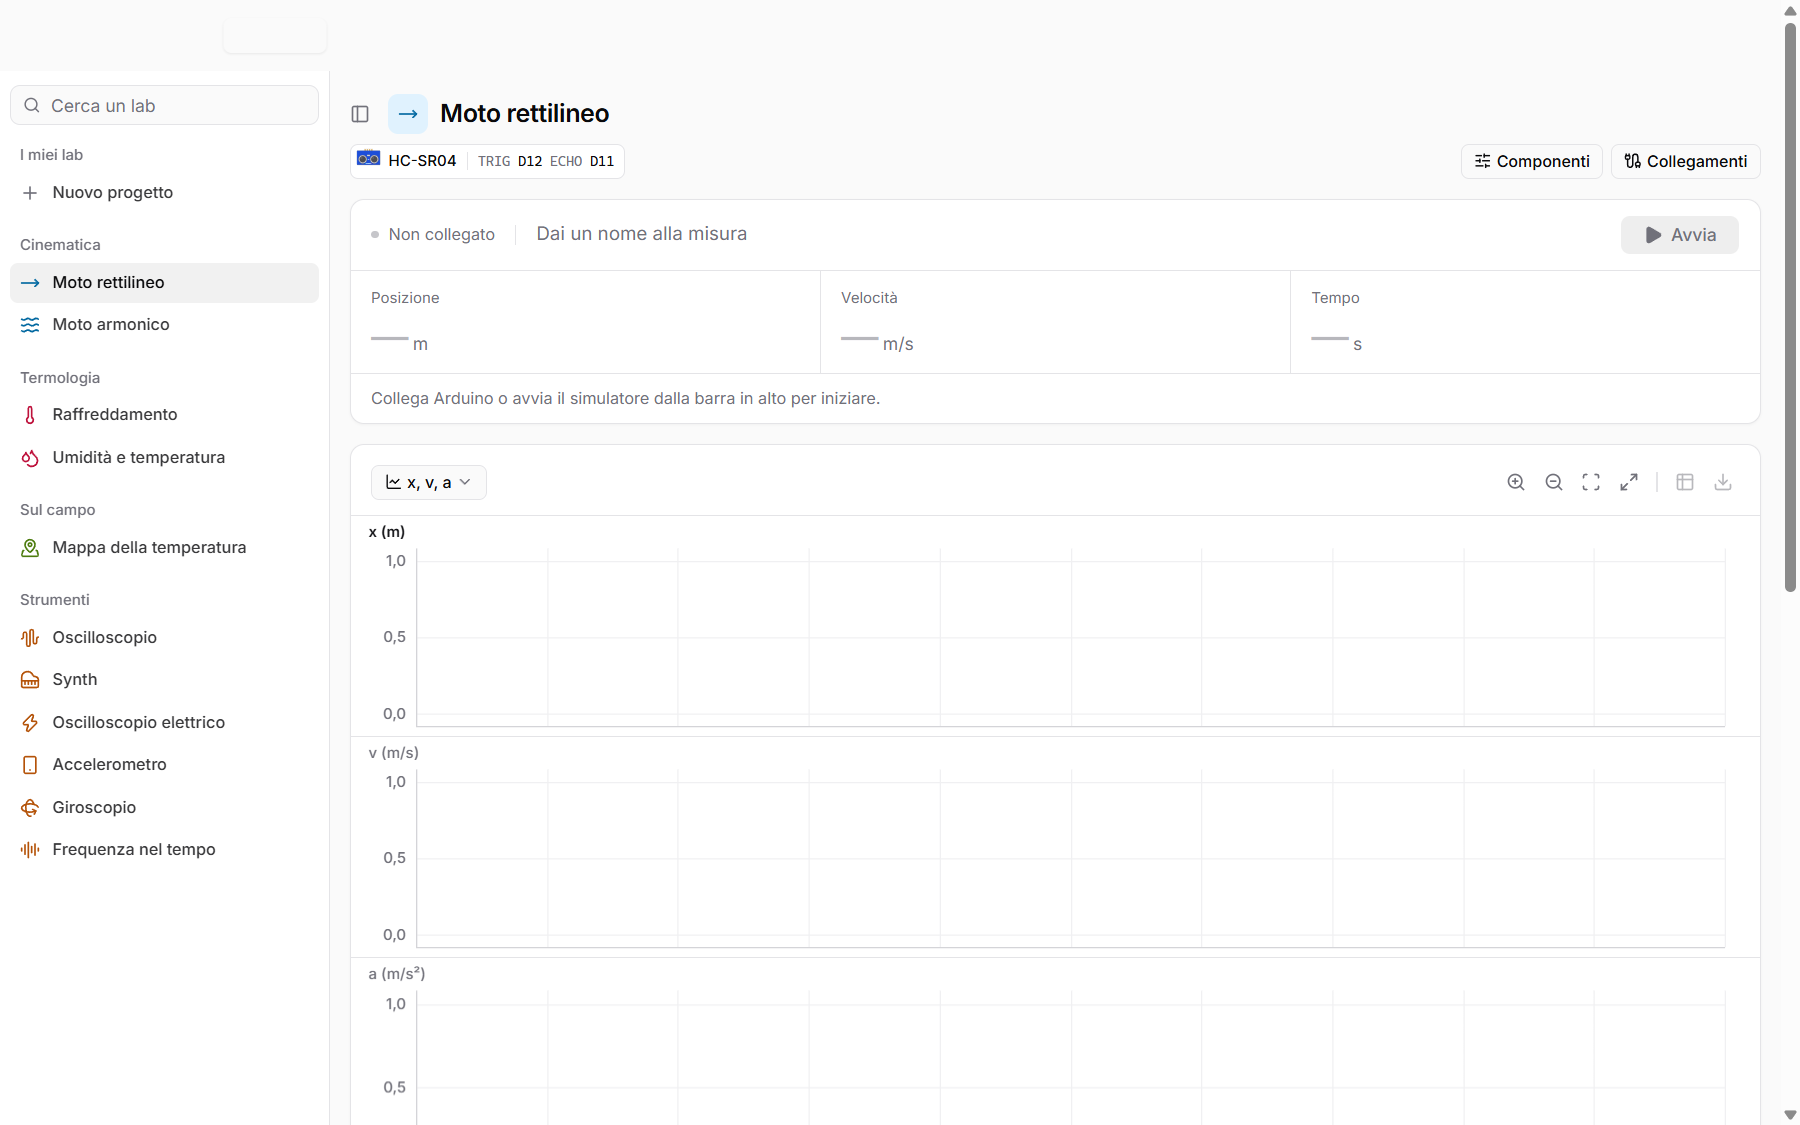 Cerca un lab
I miei lab
Nuovo progetto
Cinematica
Moto rettilineo
Moto armonico
Termologia
Raffreddamento
Umidità e temperatura
Sul campo
Mappa della temperatura
Strumenti
Oscilloscopio
Synth
Oscilloscopio elettrico
Accelerometro
Giroscopio
Frequenza nel tempo
Moto rettilineo
HC-SR04 TRIG D12 ECHO D11
Componenti
Collegamenti
Non collegato
Dai un nome alla misura
Avvia
Posizione
m
Velocità
m/s
Tempo
s
Collega Arduino o avvia il simulatore dalla barra in alto per iniziare.
x, v, a
x (m)
1,0
0,5
0,0
v (m/s)
1,0
0,5
0,0
a (m/s²)
1,0
0,5